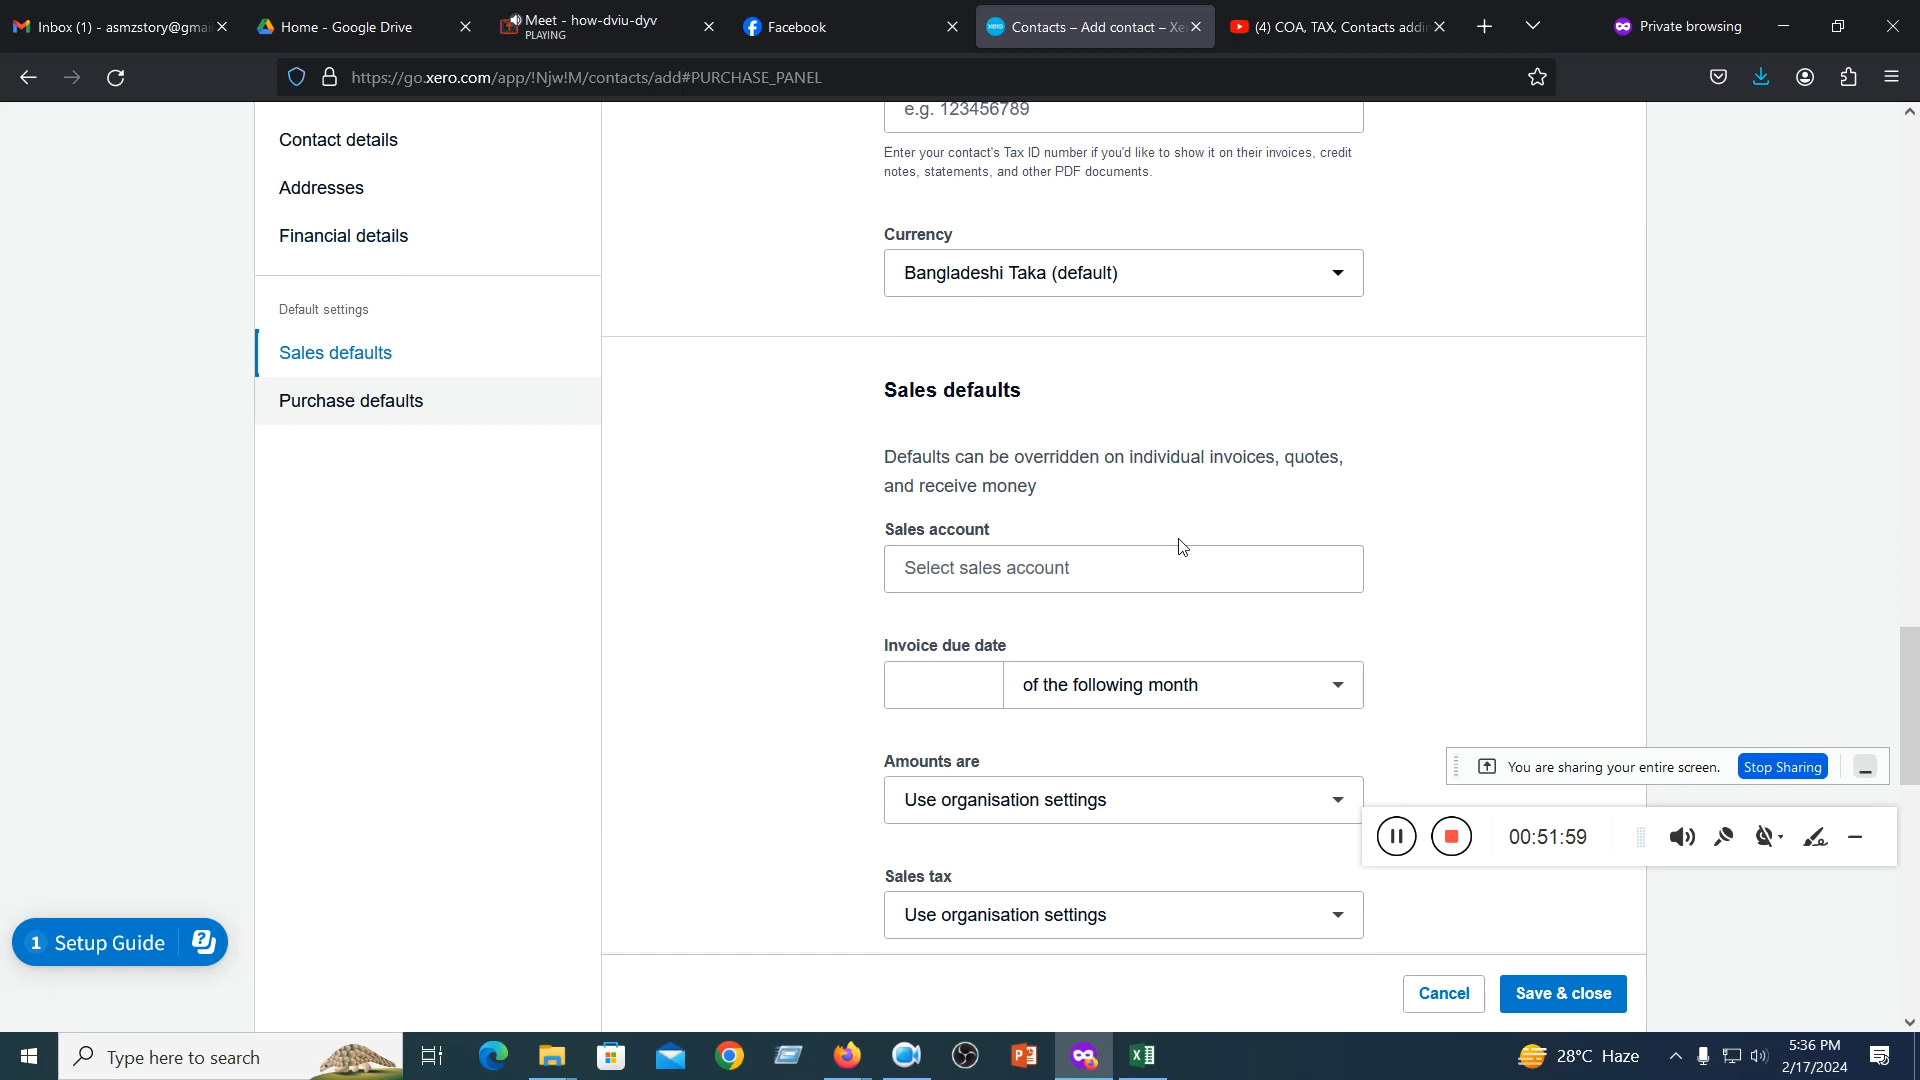 Inbox (1) - asmzstory@gmai
Home - Google Drive
Meet - how-dviu-dyv
PLAYING
Facebook
Contacts – Add contact – Xe
(4) COA, TAX, Contacts addi
Private browsing
https://go.xero.com/app/!Njw!M/contacts/add#PURCHASE_PANEL
Contact details
Addresses
Financial details
Default settings
Sales defaults
Purchase defaults
e.g. 123456789
Enter your contact's Tax ID number if you'd like to show it on their invoices, credit
notes, statements, and other PDF documents.
Currency
Bangladeshi Taka (default)
Sales defaults
Defaults can be overridden on individual invoices, quotes,
and receive money
Sales account
Select sales account
Invoice due date
of the following month
Amounts are
Use organisation settings
Sales tax
Use organisation settings
You are sharing your entire screen.
Stop Sharing
00:51:59
1 Setup Guide
Cancel
Save & close
Type here to search
28°C Haze
5:36 PM
2/17/2024